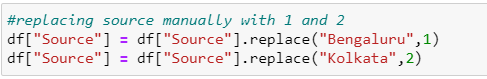 #replacing source manually with 1 and 2
df["Source"] = df["Source"].replace("Bengaluru",1)
df["Source"] = df["Source"].replace("Kolkata",2)